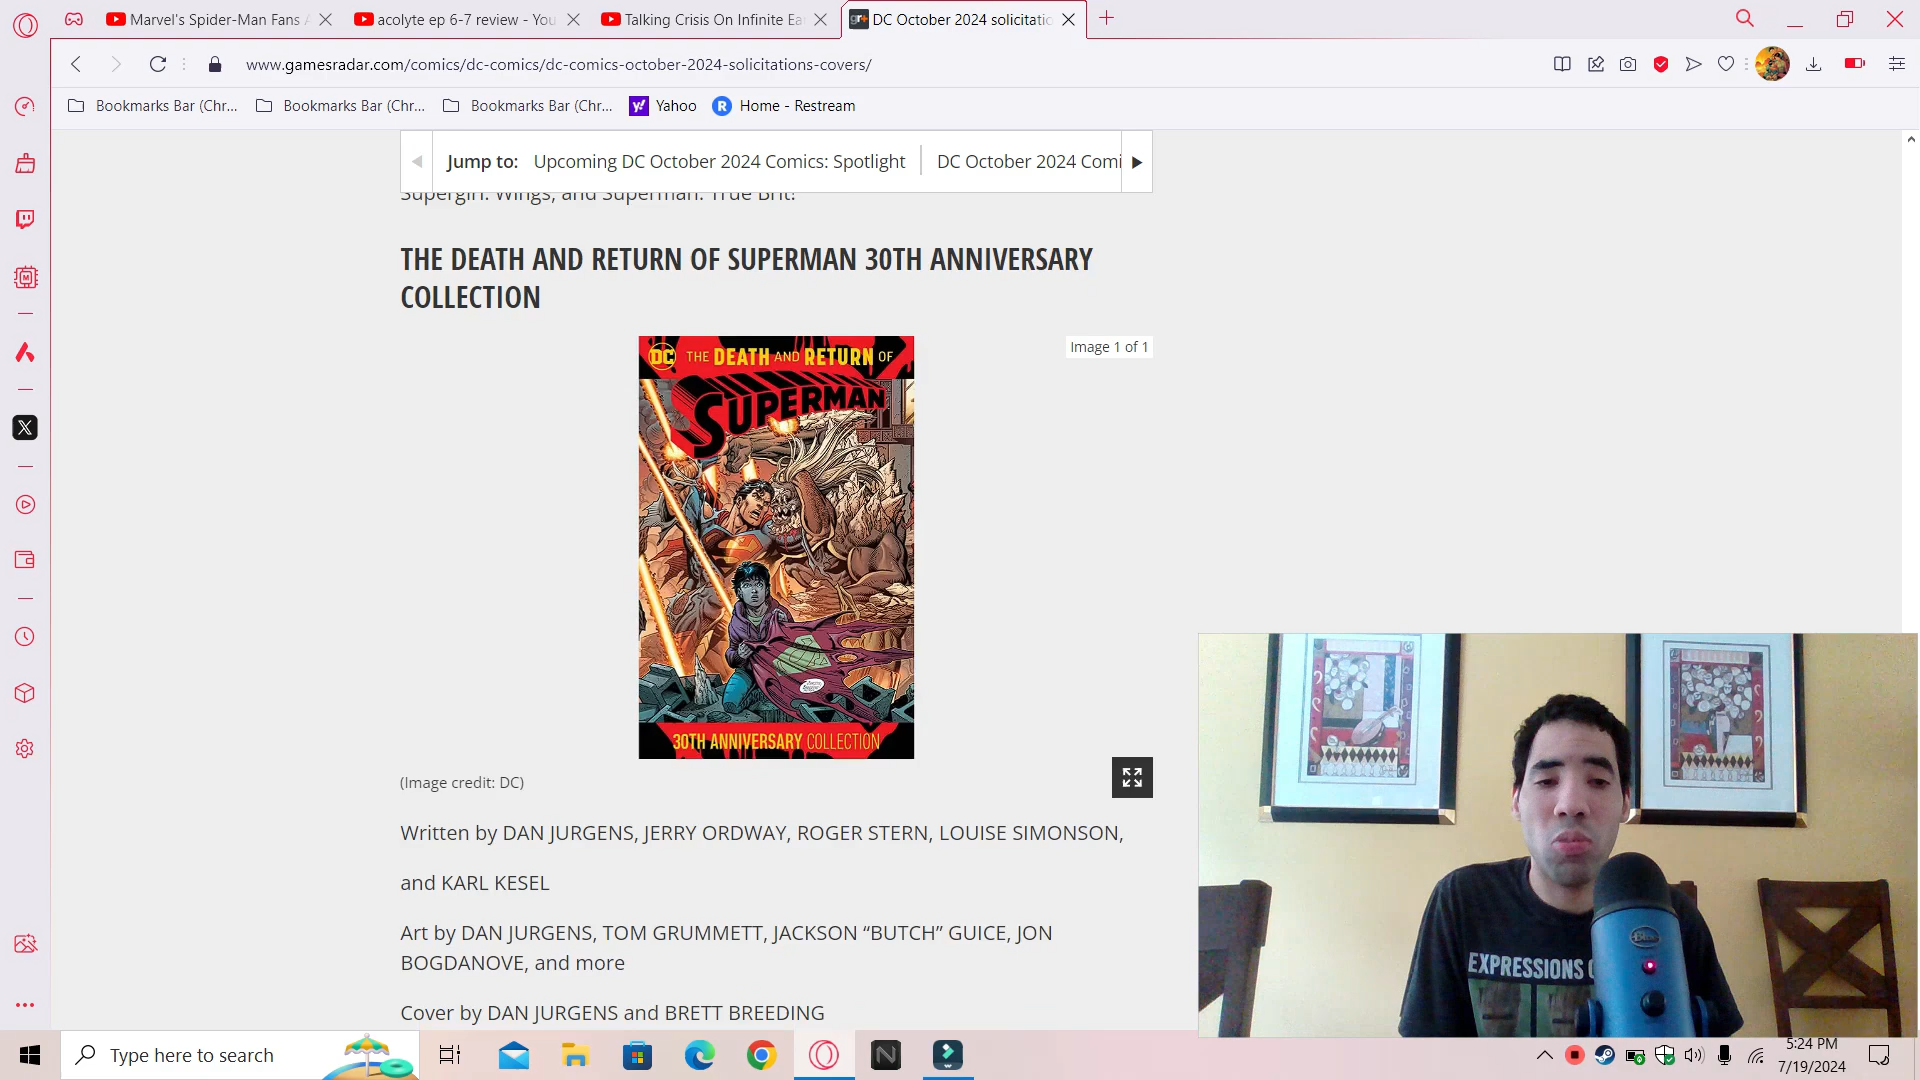 Marvel's Spider-Man Fans
acolyte ep 6-7 review - You
Talking Crisis On Infinite Ea
DC October 2024 solicitatio
www.gamesradar.com/comics/dc-comics/dc-comics-october-2024-solicitations-covers/
Bookmarks Bar (Chr...
Bookmarks Bar (Chr...
Bookmarks Bar (Chr...
Yahoo
Home - Restream
Jump to:
Upcoming DC October 2024 Comics: Spotlight
DC October 2024 Comi
Supergirl: Wings, and Superman: True Brit!
THE DEATH AND RETURN OF SUPERMAN 30TH ANNIVERSARY
COLLECTION
Image 1 of 1
DC THE DEATH AND RETURN OF
SUPERMAN
30TH ANNIVERSARY COLLECTION
(Image credit: DC)
Written by DAN JURGENS, JERRY ORDWAY, ROGER STERN, LOUISE SIMONSON,
and KARL KESEL
Art by DAN JURGENS, TOM GRUMMETT, JACKSON “BUTCH” GUICE, JON
BOGDANOVE, and more
Cover by DAN JURGENS and BRETT BREEDING
EXPRESSIONS
Type here to search
5:24 PM
7/19/2024